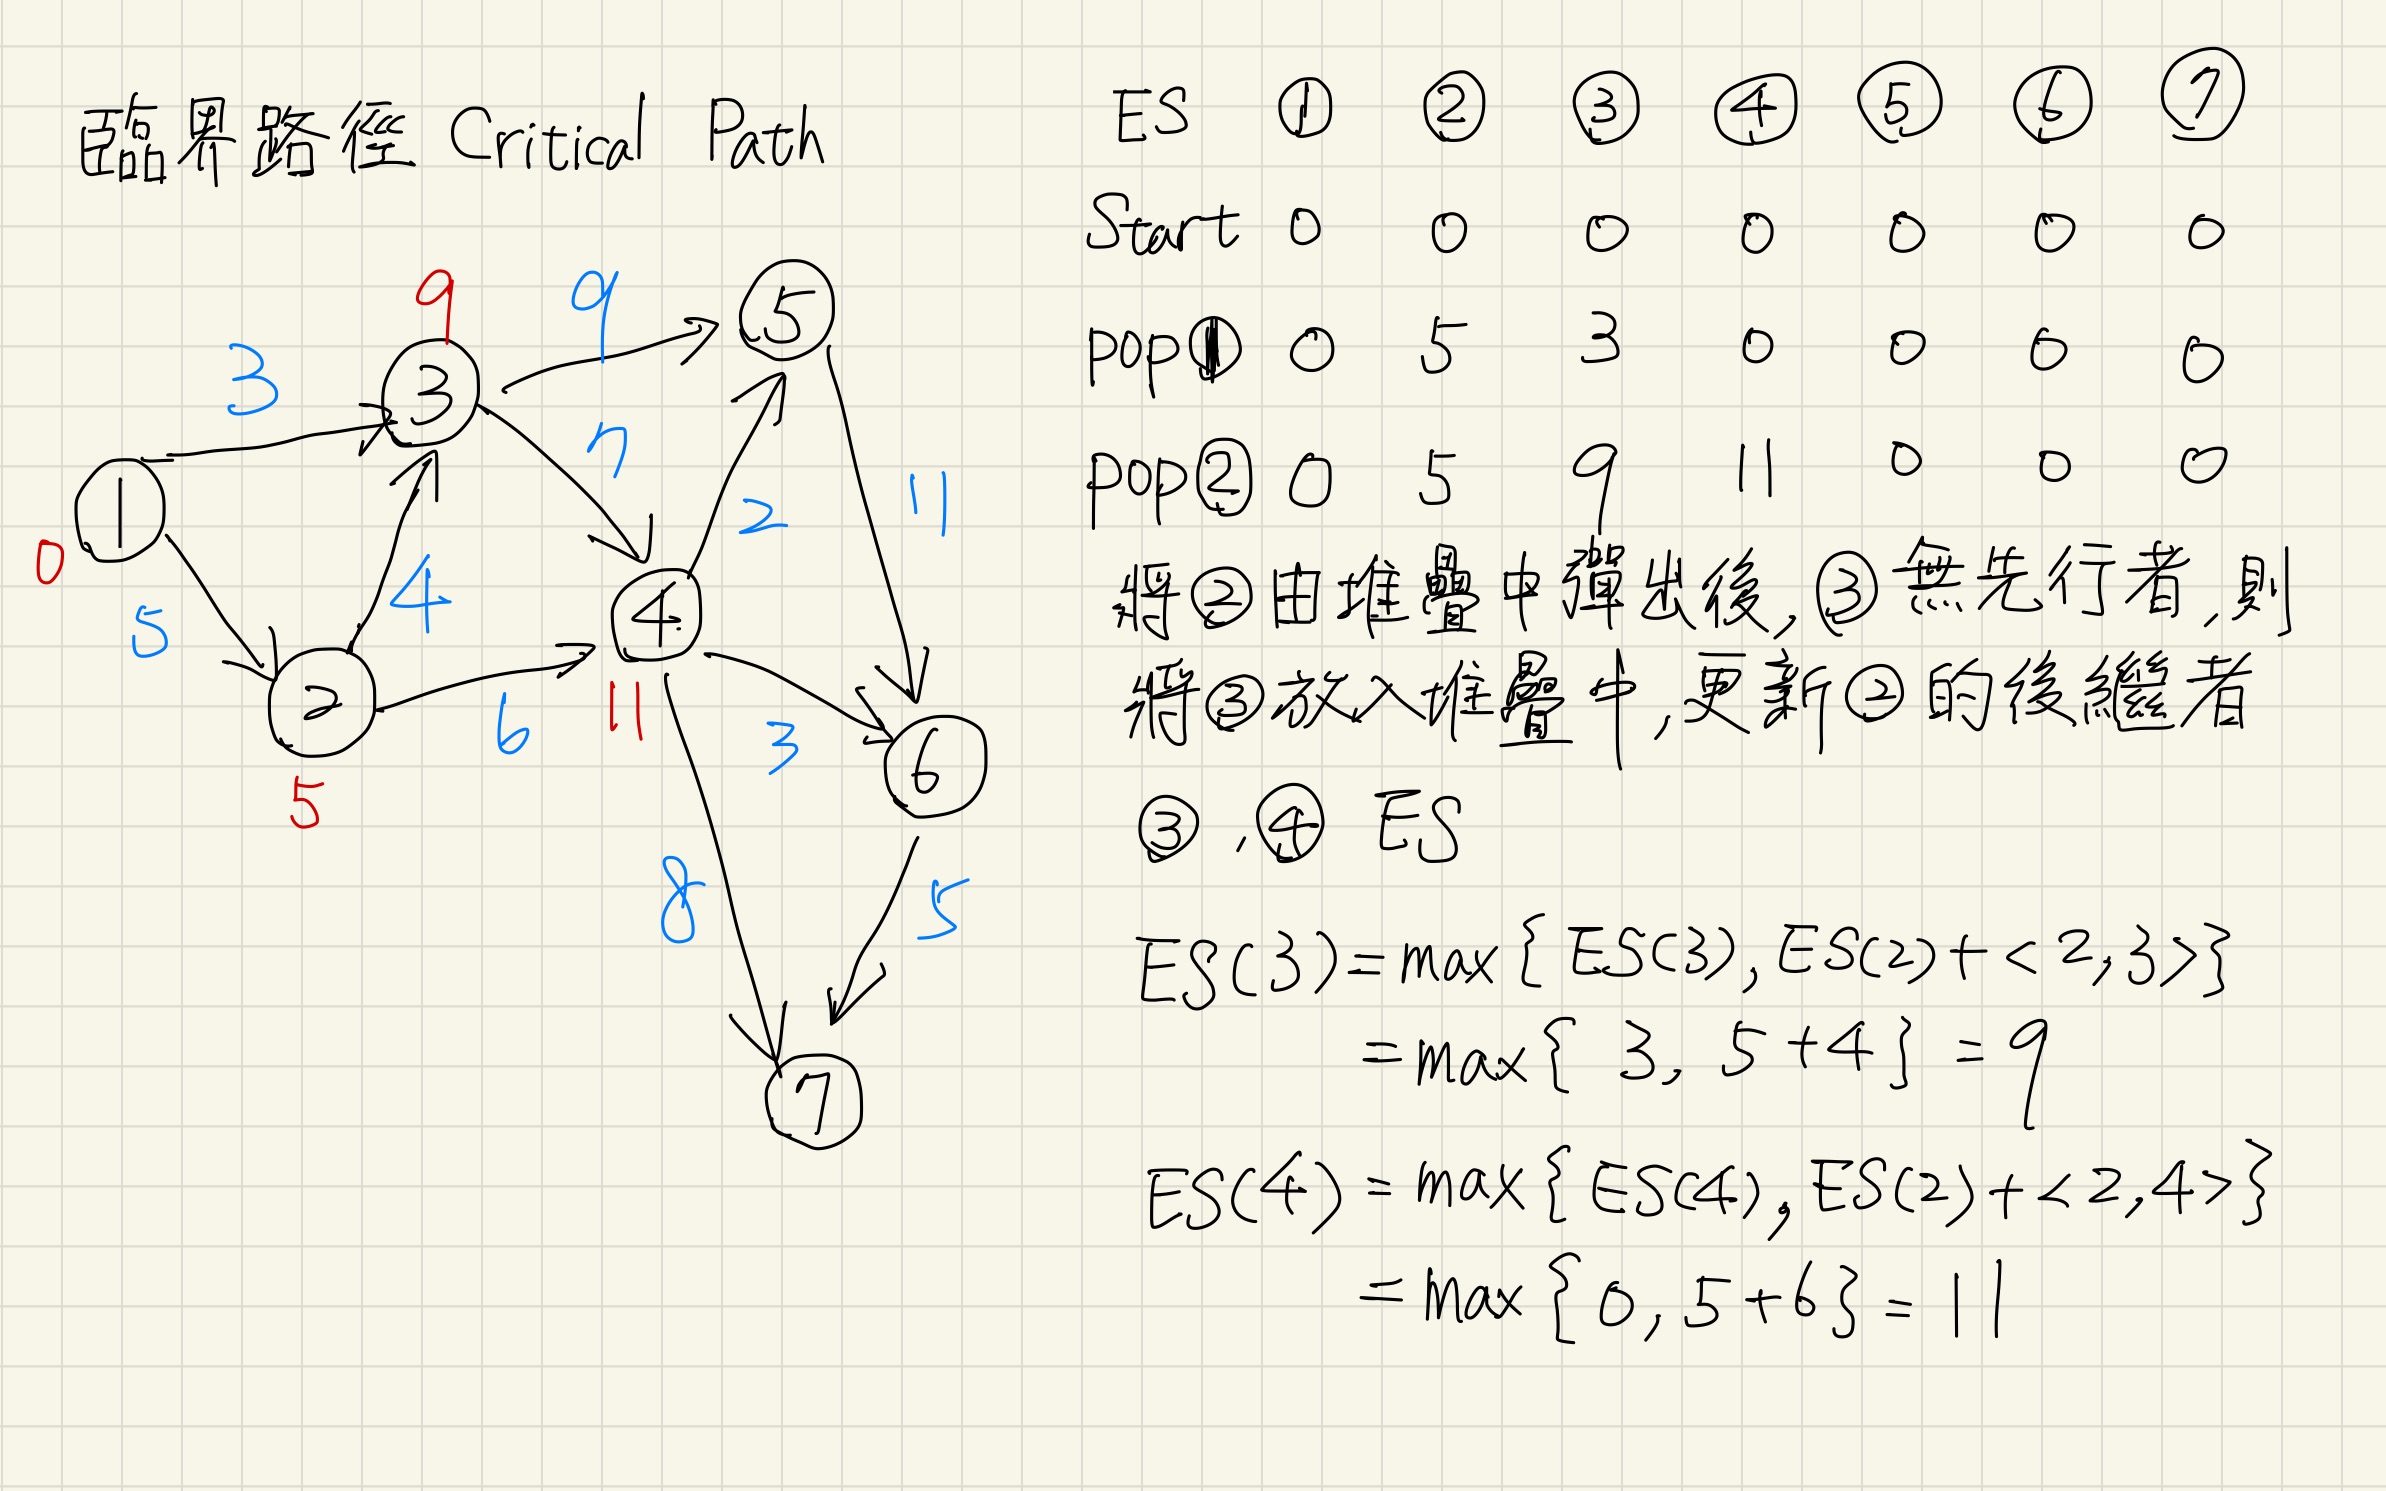 臨界路徑 Critical Path
9
9
⑤
3
③
7
①
2
11
0
4
5
④
②
6
11
3
⑥
5
8
5
⑦
ES ① ② ③ ④ ⑤ ⑥ ⑦
Start 0 0 0 0 0 0 0
pop① 0 5 3 0 0 0 0
pop② 0 5 9 11 0 0 0
將②由堆疊中彈出後,③無先行者,則
將③放入堆疊中,更新②的後繼者
③,④ ES
ES(3)=max{ES(3),ES(2)+<2,3>}
=max{3,5+4}=9
ES(4)=max{ES(4),ES(2)+<2,4>}
=max{0,5+6}=11